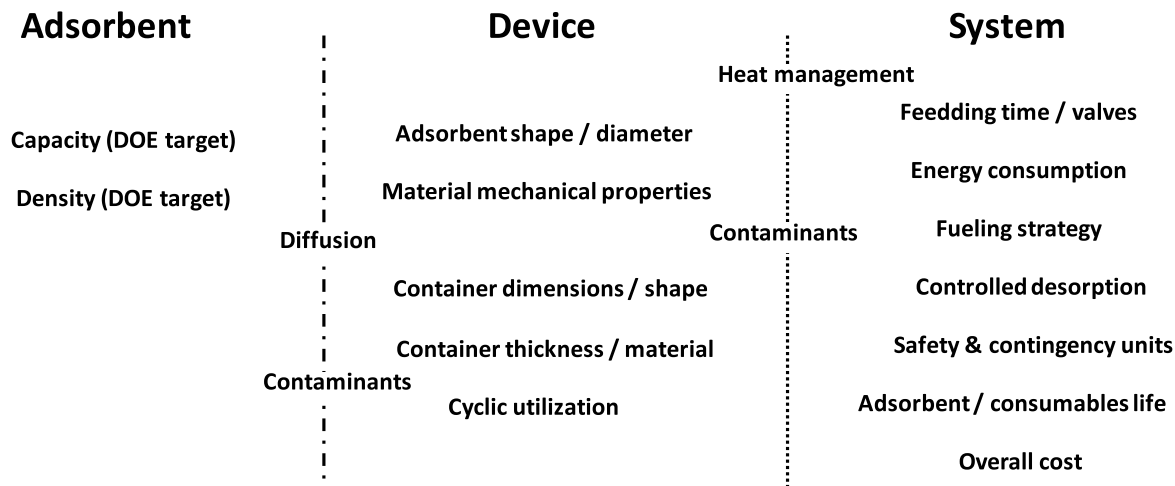 Adsorbent
Capacity (DOE target)
Density (DOE target)
Diffusion
Contaminants
Device
Adsorbent shape / diameter
Material mechanical properties
Container dimensions / shape
Container thickness / material
Cyclic utilization
Heat management
Contaminants
System
Feedding time / valves
Energy consumption
Fueling strategy
Controlled desorption
Safety & contingency units
Adsorbent / consumables life
Overall cost